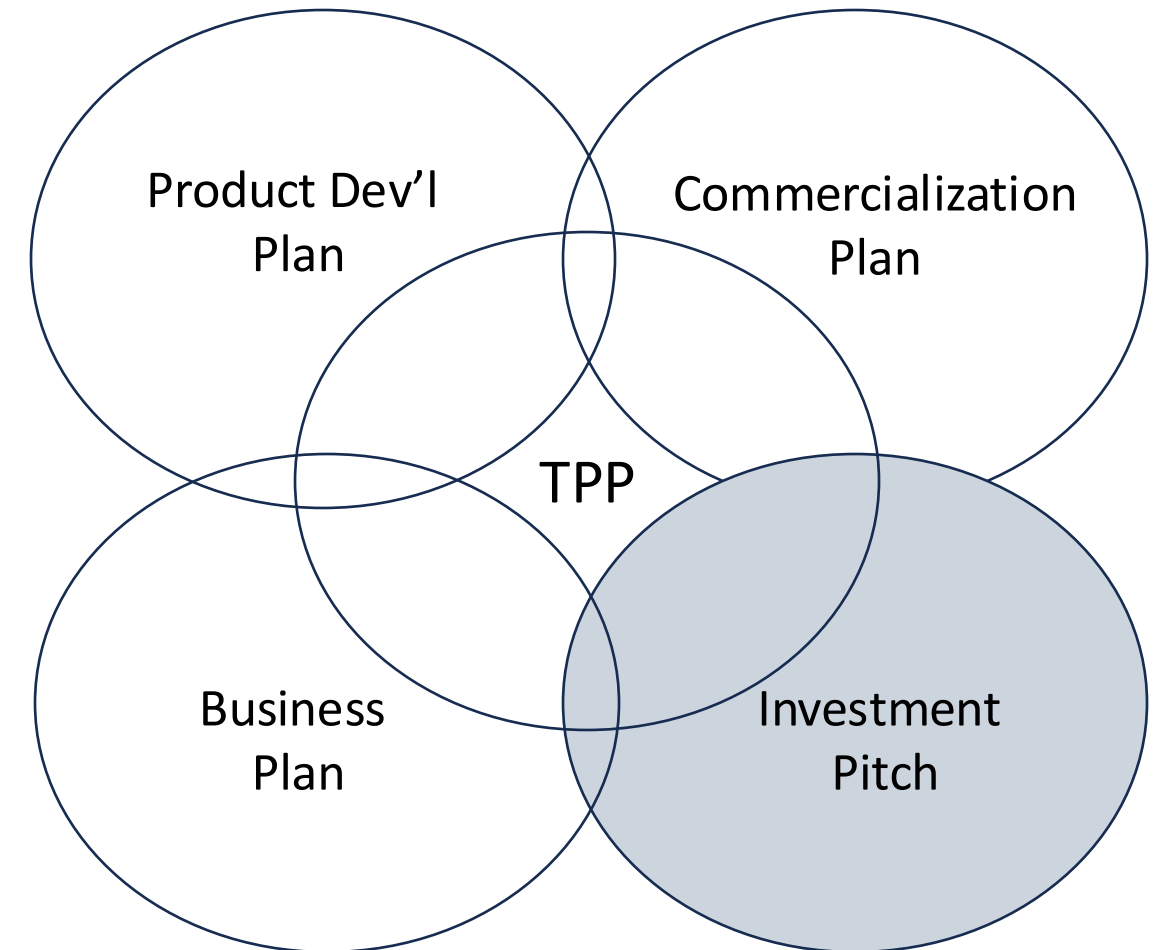 Product Dev’l
Plan
Commercialization
Plan
TPP
Business
Plan
Investment
Pitch